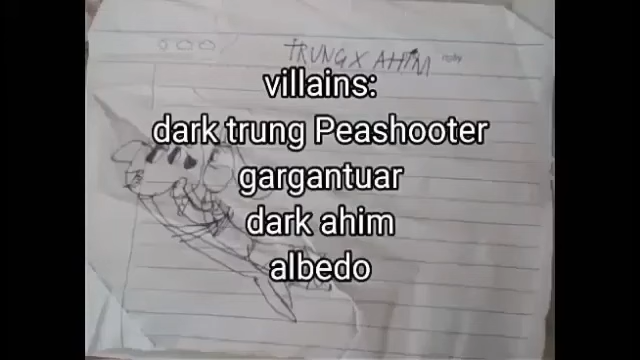 TRUNG X AHIM
villains:
dark trung Peashooter
gargantuar
dark ahim
albedo